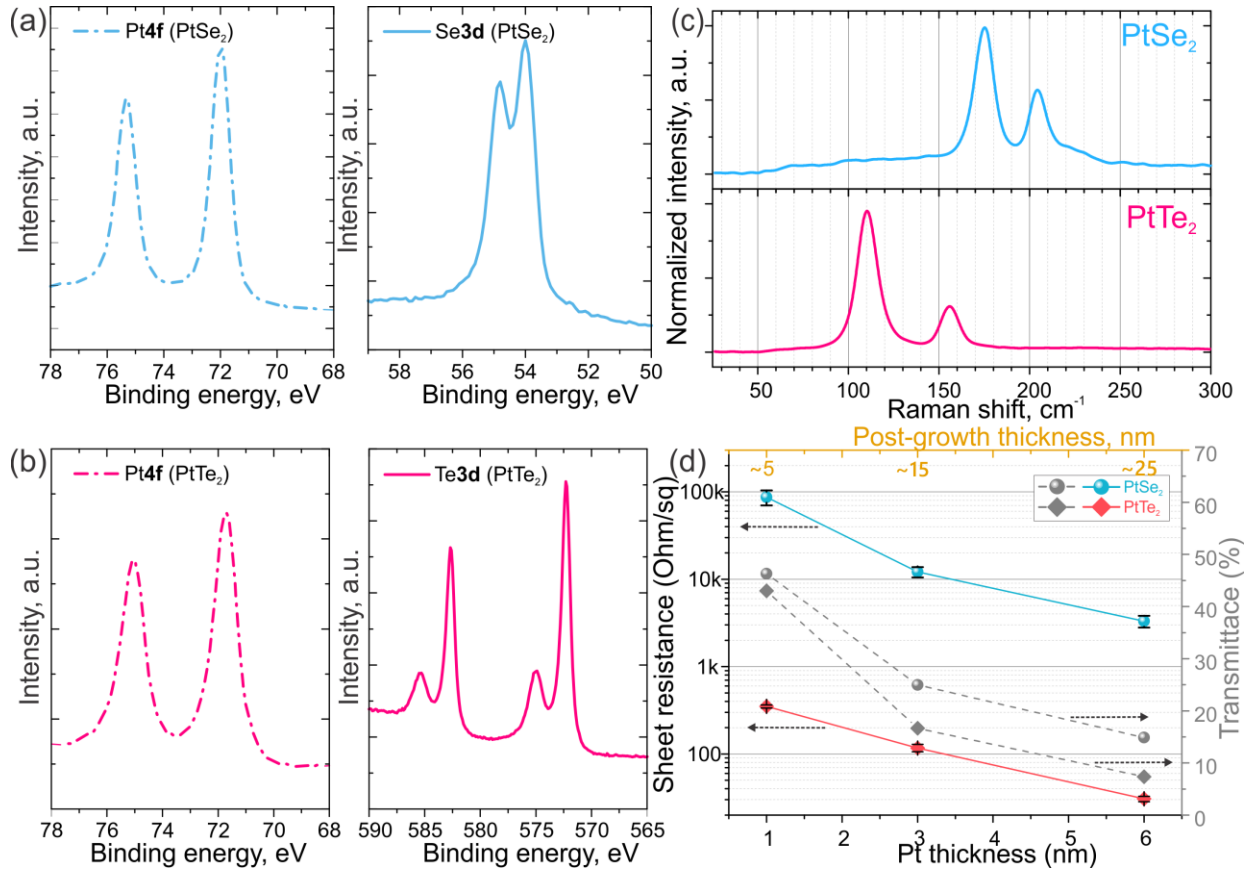 (a)
Pt4f (PtSe₂)
Intensity, a.u.
78 76 74 72 70 68
Binding energy, eV
Se3d (PtSe₂)
Intensity, a.u.
58 56 54 52 50
Binding energy, eV
(c)
PtSe₂
PtTe₂
Normalized intensity, a.u.
50 100 150 200 250 300
Raman shift, cm⁻¹
(b)
Pt4f (PtTe₂)
Intensity, a.u.
78 76 74 72 70 68
Binding energy, eV
Te3d (PtTe₂)
Intensity, a.u.
590 585 580 575 570 565
Binding energy, eV
(d)
Post-growth thickness, nm
~5 ~15 ~25
PtSe₂
PtTe₂
Sheet resistance (Ohm/sq)
100k
10k
1k
100
Transmittace (%)
70
60
50
40
30
20
10
0
1 2 3 4 5 6
Pt thickness (nm)